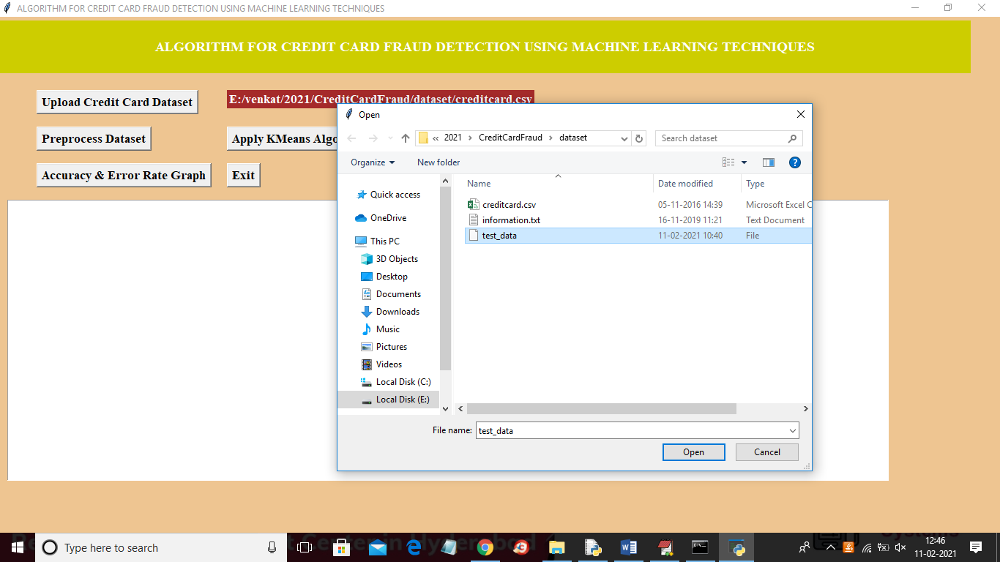 ALGORITHM FOR CREDIT CARD FRAUD DETECTION USING MACHINE LEARNING TECHNIQUES
ALGORITHM FOR CREDIT CARD FRAUD DETECTION USING MACHINE LEARNING TECHNIQUES
Upload Credit Card Dataset
E:/venkat/2021/CreditCardFraud/dataset/creditcard.csv
Preprocess Dataset
Apply KMeans Algo
Accuracy & Error Rate Graph
Exit
Open
« 2021 › CreditCardFraud › dataset
Search dataset
Organize
New folder
Name
Date modified
Type
creditcard.csv
05-11-2016 14:39
Microsoft Excel C
information.txt
16-11-2019 11:21
Text Document
test_data
11-02-2021 10:40
File
Quick access
OneDrive
This PC
3D Objects
Desktop
Documents
Downloads
Music
Pictures
Videos
Local Disk (C:)
Local Disk (E:)
File name:
test_data
Open
Cancel
Type here to search
12:46
11-02-2021